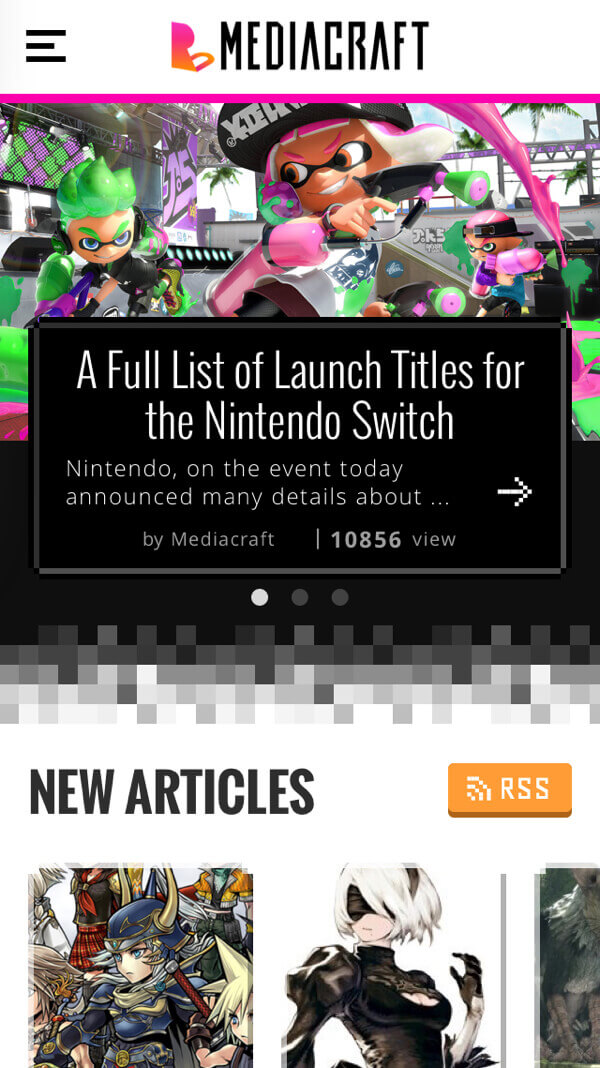 MEDIACRAFT
A Full List of Launch Titles for
the Nintendo Switch
Nintendo, on the event today
announced many details about ...
by Mediacraft | 10856 view
NEW ARTICLES
RSS